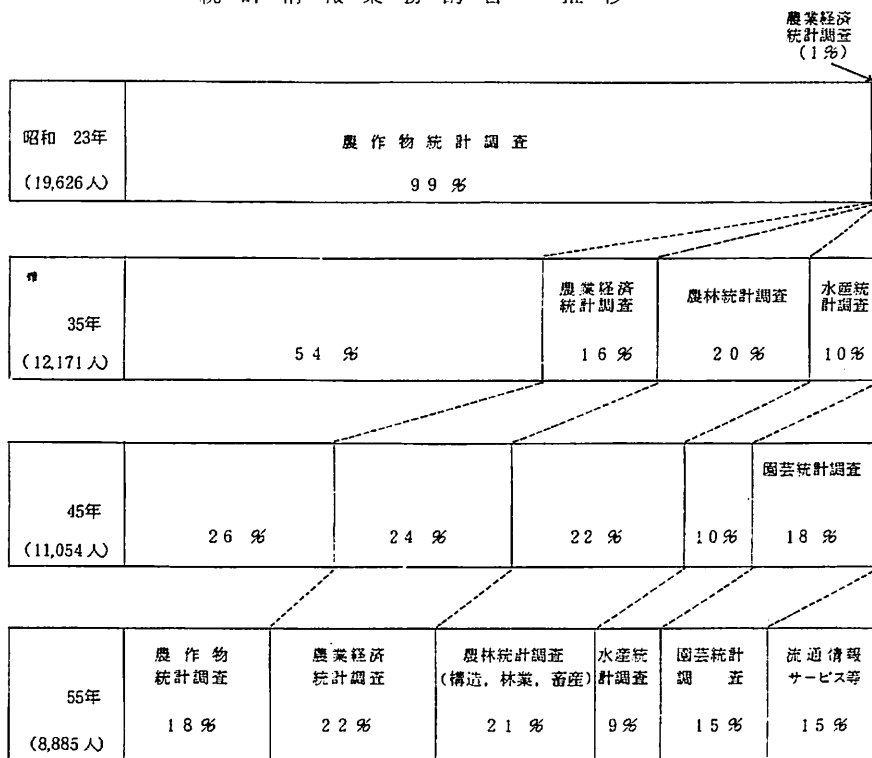 農業経済
統計調査
(1%)
昭和 23年
(19,626人)
農作物統計調査
99%
35年
(12,171人)
54%
農業経済
統計調査
16%
農林統計調査
20%
水産統
計調査
10%
45年
(11,054人)
26%
24%
22%
10%
園芸統計調査
18%
55年
(8,885人)
農作物
統計調査
18%
農業経済
統計調査
22%
農林統計調査
(構造,林業,畜産)
21%
水産統
計調査
9%
園芸統計
調査
15%
流通情報
サービス等
15%